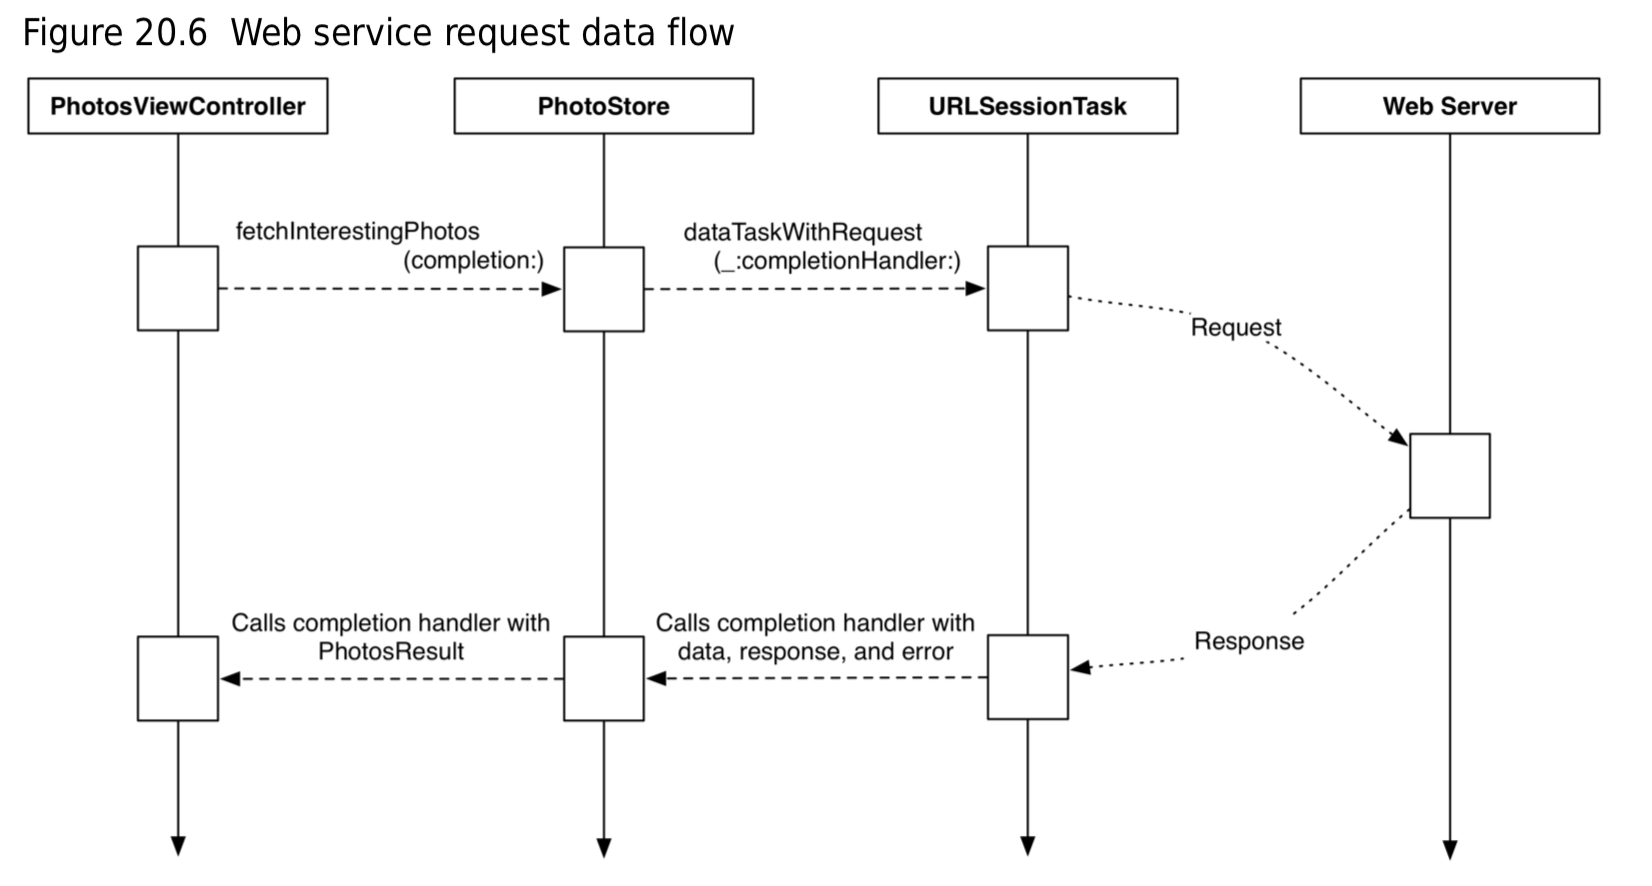 Figure 20.6 Web service request data flow
PhotosViewController
PhotoStore
URLSessionTask
Web Server
fetchInterestingPhotos
(completion:)
dataTaskWithRequest
(_:completionHandler:)
Request
Calls completion handler with
PhotosResult
Calls completion handler with
data, response, and error
Response